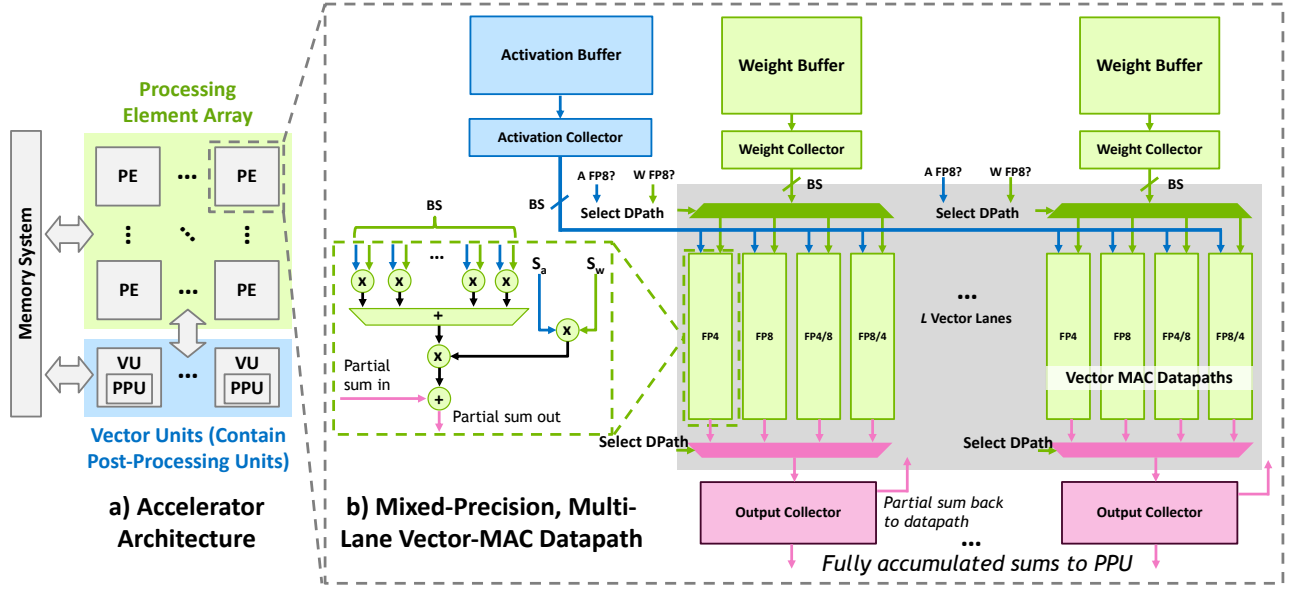 Processing
Element Array
Memory System
PE
...
PE
...
...
...
PE
...
PE
VU
PPU
...
VU
PPU
Vector Units (Contain
Post-Processing Units)
a) Accelerator
Architecture
Activation Buffer
Activation Collector
Weight Buffer
Weight Collector
Weight Buffer
Weight Collector
BS
BS
BS
A FP8?
W FP8?
Select DPath
A FP8?
W FP8?
Select DPath
BS
...
x
x
x
x
+
Sa
Sw
x
x
Partial
sum in
+
Partial sum out
FP4
FP8
FP4/8
FP8/4
...
L Vector Lanes
FP4
FP8
FP4/8
FP8/4
Vector MAC Datapaths
Select DPath
Select DPath
Output Collector
Partial sum back
to datapath
...
Output Collector
Fully accumulated sums to PPU
b) Mixed-Precision, Multi-
Lane Vector-MAC Datapath